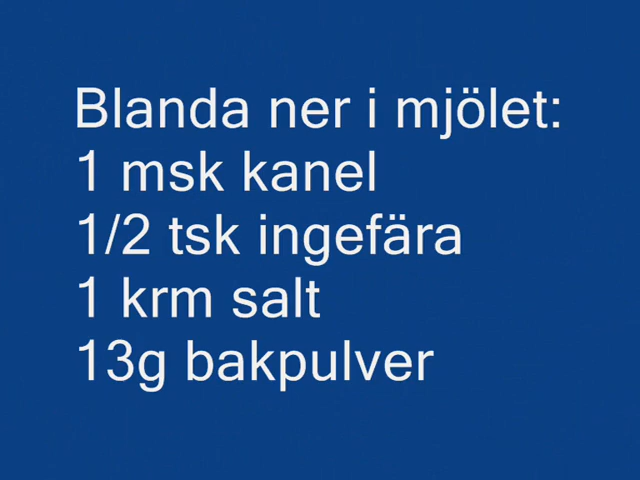 Blanda ner i mjölet:
1 msk kanel
1/2 tsk ingefära
1 krm salt
13g bakpulver